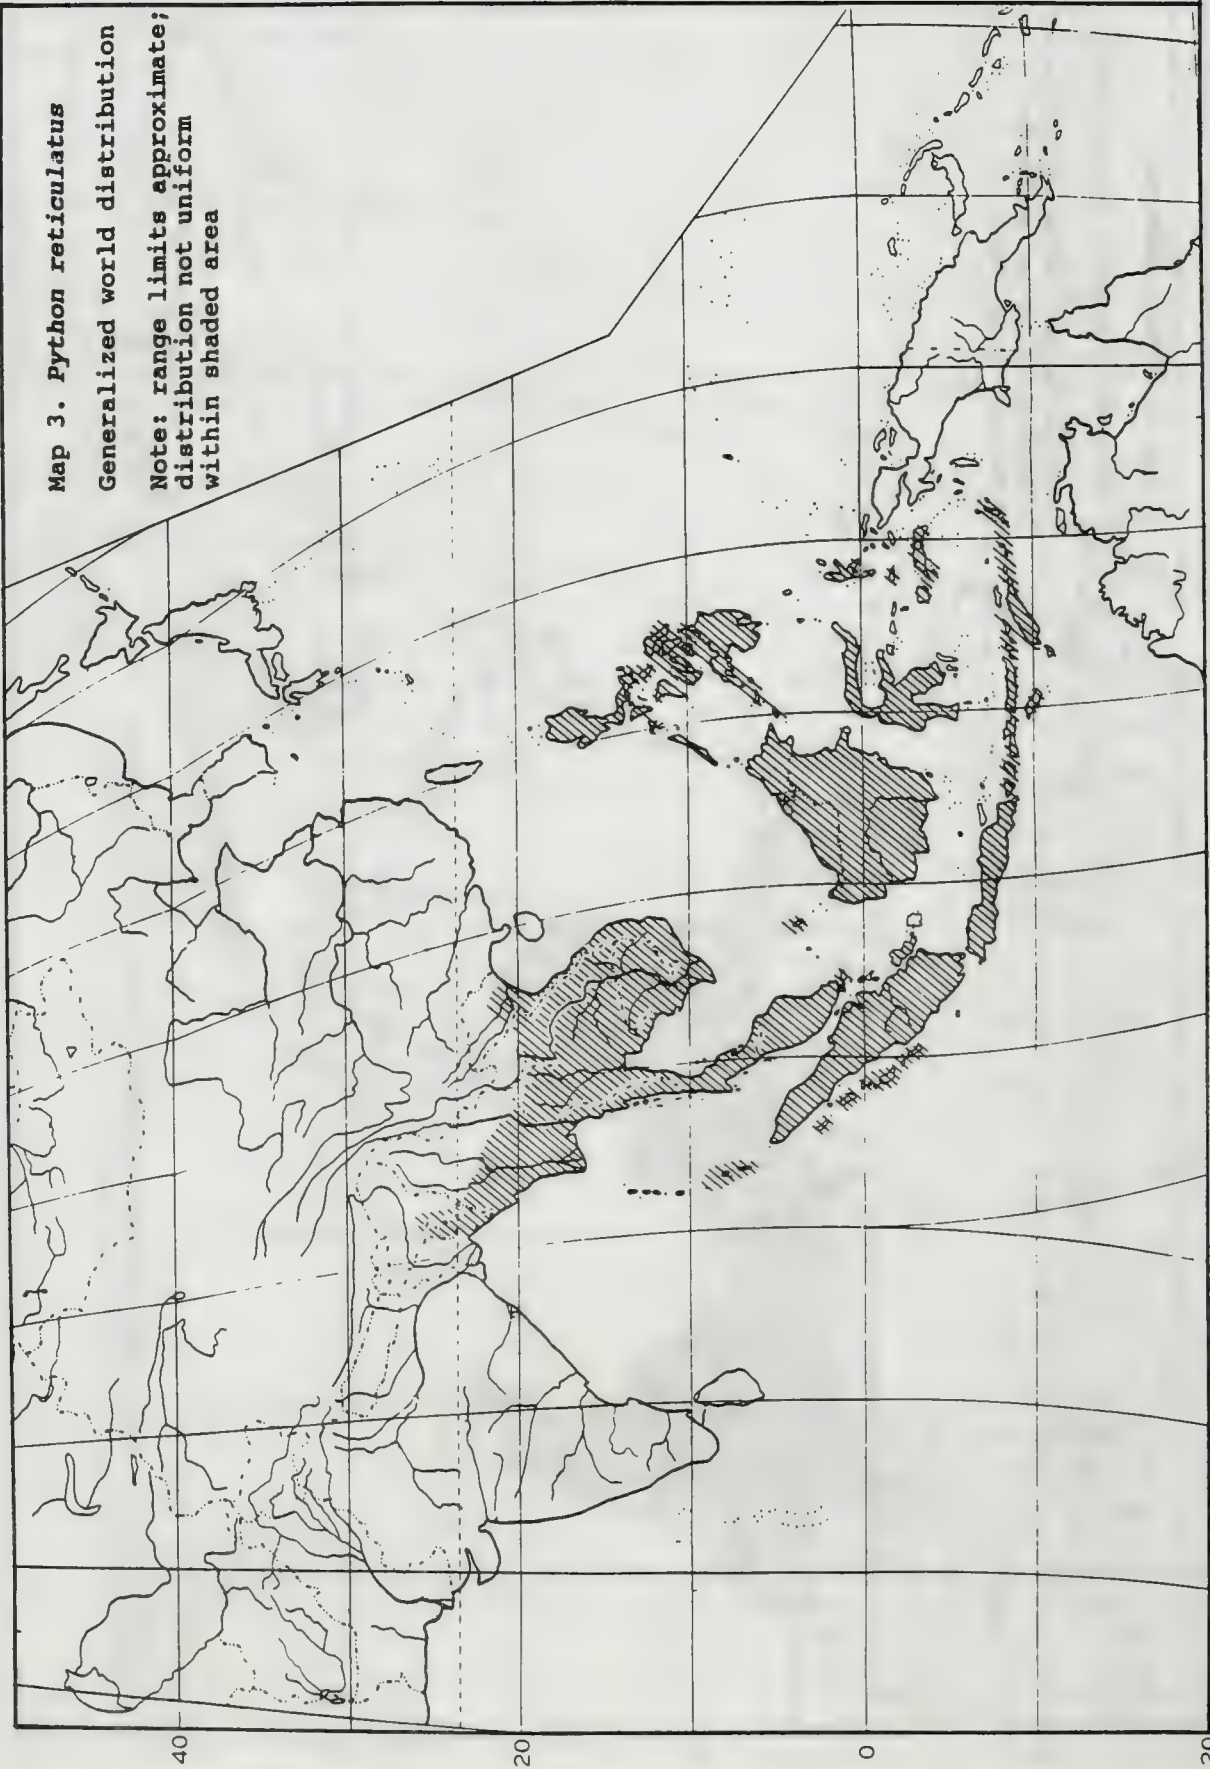 Map 3. Python reticulatus
Generalized world distribution
Note: range limits approximate;
distribution not uniform
within shaded area
40
20
0
20